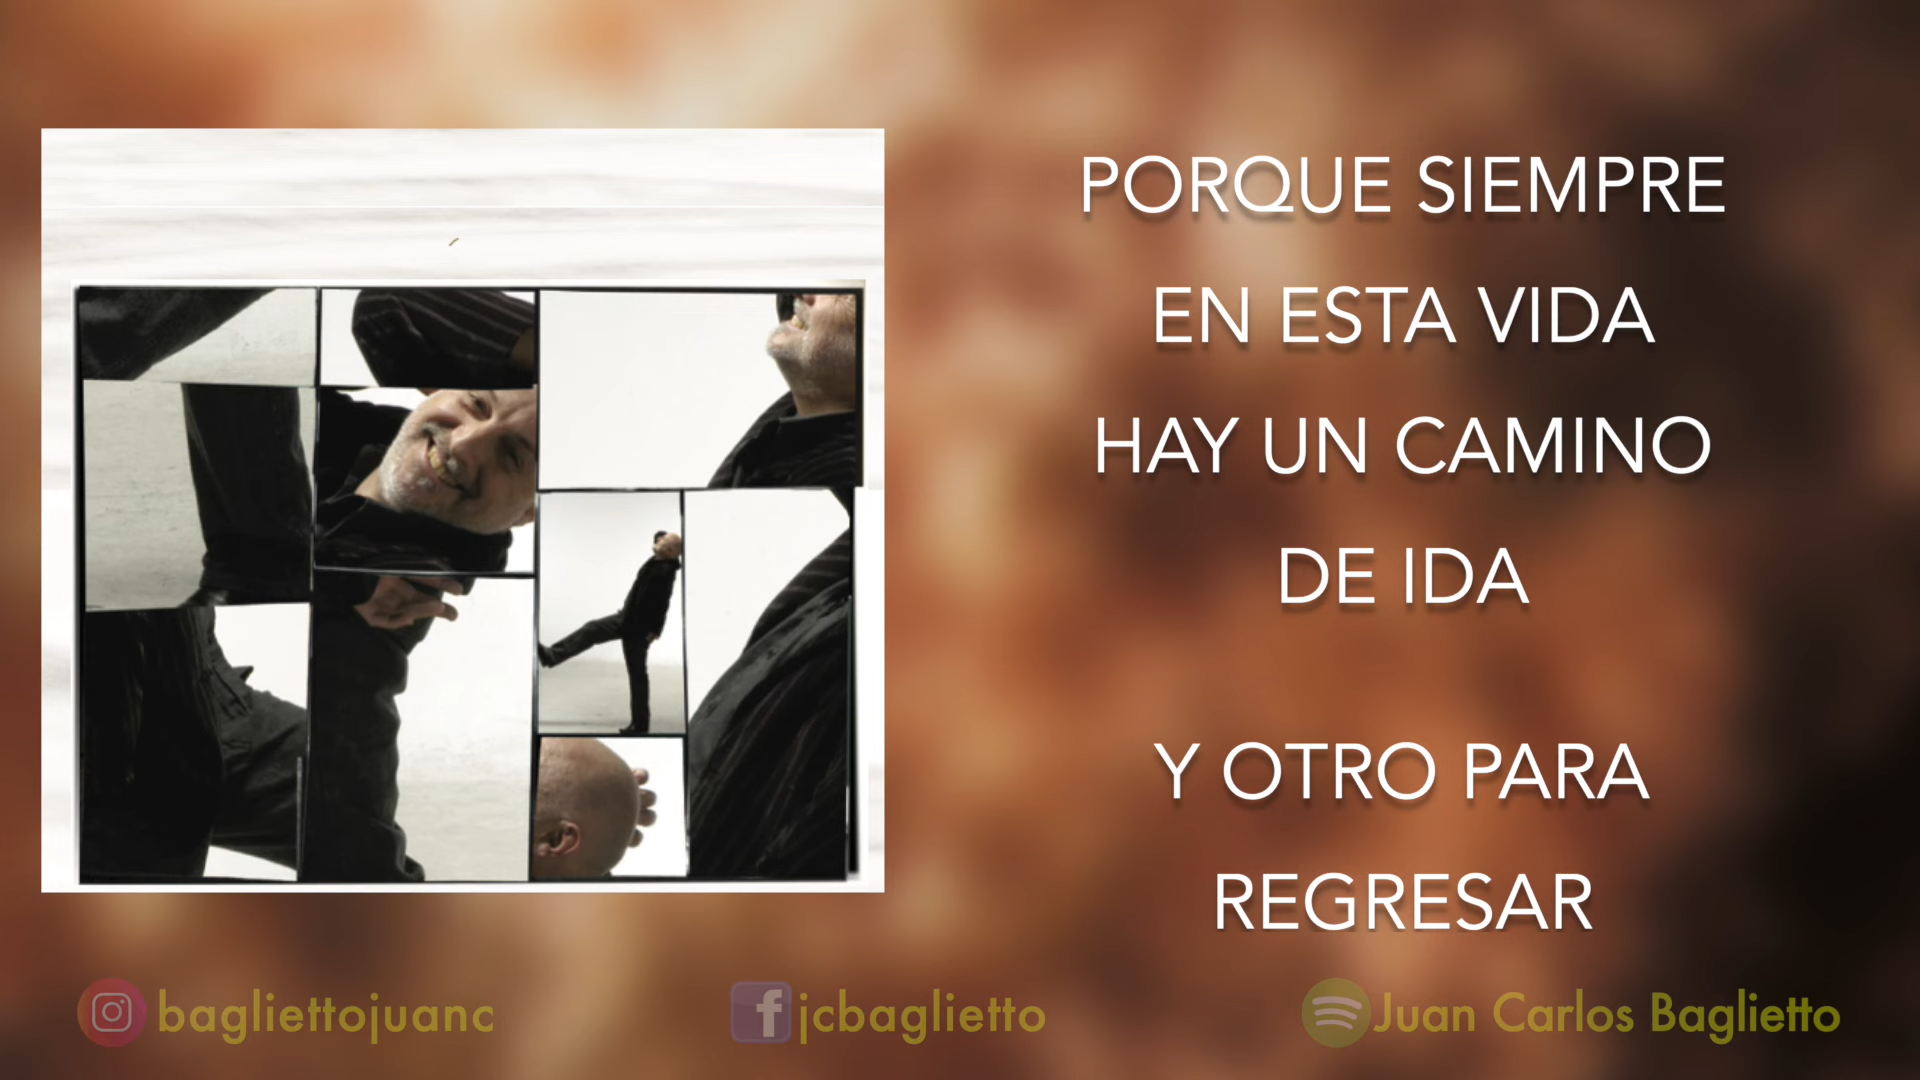 PORQUE SIEMPRE
EN ESTA VIDA
HAY UN CAMINO
DE IDA
Y OTRO PARA
REGRESAR
bagliettojuanc
jcbaglietto
Juan Carlos Baglietto